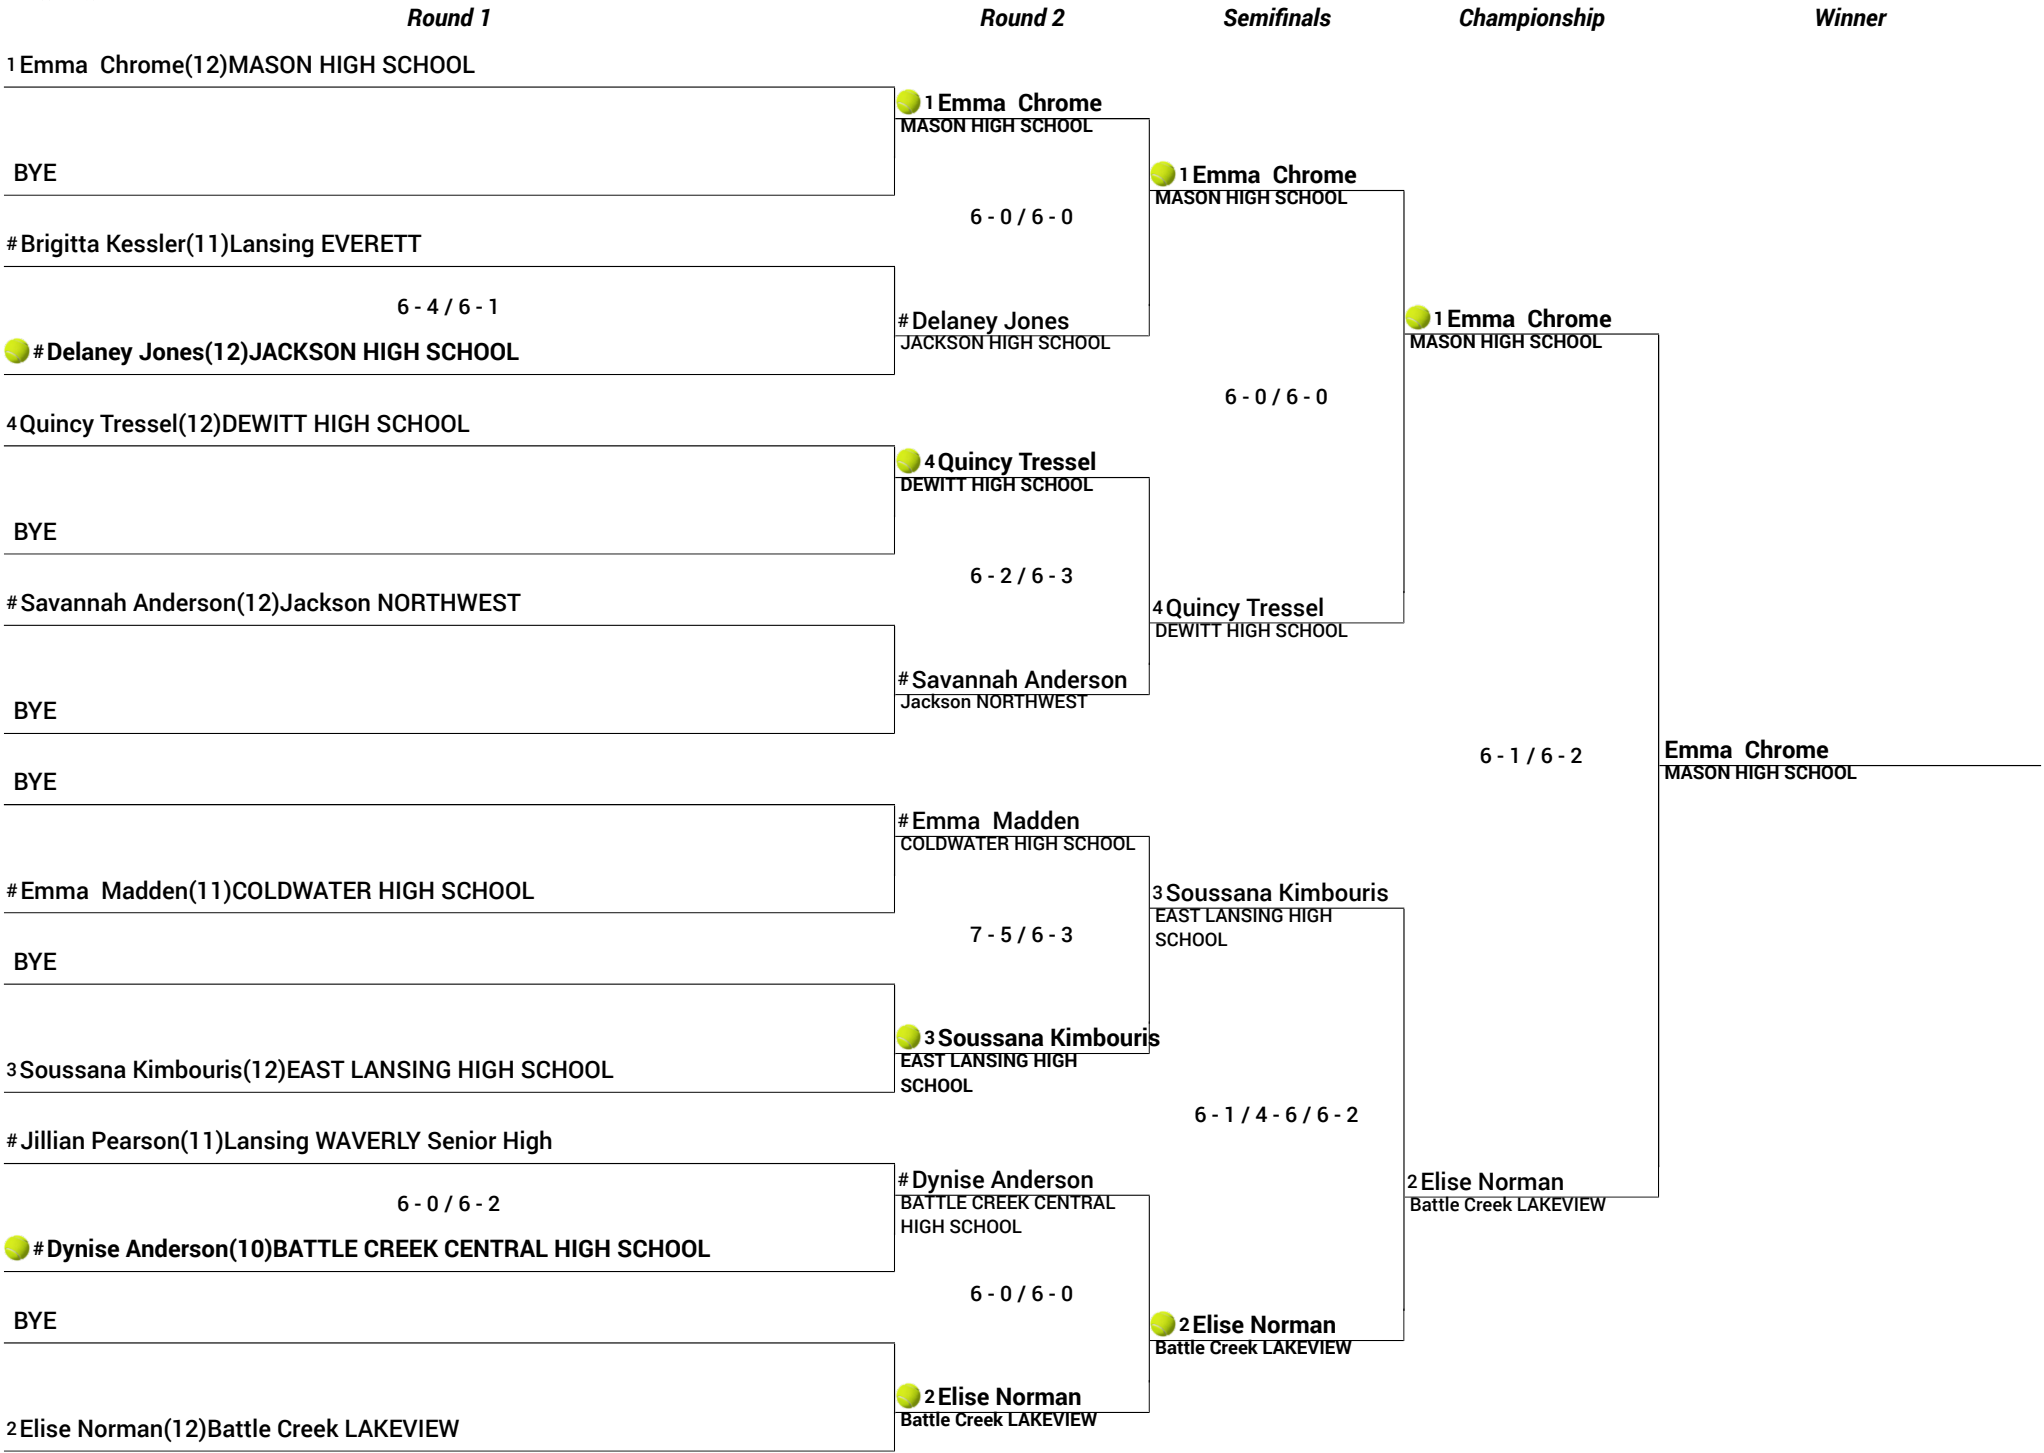 Round 1 Round 2 Semifinals Championship Winner
1 Emma  Chrome(12)MASON HIGH SCHOOL
BYE
# Brigitta Kessler(11)Lansing EVERETT
6 - 4 / 6 - 1
# Delaney Jones(12)JACKSON HIGH SCHOOL
4 Quincy Tressel(12)DEWITT HIGH SCHOOL
BYE
# Savannah Anderson(12)Jackson NORTHWEST
BYE
BYE
# Emma  Madden(11)COLDWATER HIGH SCHOOL
BYE
3 Soussana Kimbouris(12)EAST LANSING HIGH SCHOOL
# Jillian Pearson(11)Lansing WAVERLY Senior High
6 - 0 / 6 - 2
# Dynise Anderson(10)BATTLE CREEK CENTRAL HIGH SCHOOL
BYE
2 Elise Norman(12)Battle Creek LAKEVIEW
1 Emma  Chrome
MASON HIGH SCHOOL
6 - 0 / 6 - 0
# Delaney Jones
JACKSON HIGH SCHOOL
4 Quincy Tressel
DEWITT HIGH SCHOOL
6 - 2 / 6 - 3
# Savannah Anderson
Jackson NORTHWEST
# Emma  Madden
COLDWATER HIGH SCHOOL
7 - 5 / 6 - 3
3 Soussana Kimbouris
EAST LANSING HIGH
SCHOOL
# Dynise Anderson
BATTLE CREEK CENTRAL
HIGH SCHOOL
6 - 0 / 6 - 0
2 Elise Norman
Battle Creek LAKEVIEW
1 Emma  Chrome
MASON HIGH SCHOOL
6 - 0 / 6 - 0
4 Quincy Tressel
DEWITT HIGH SCHOOL
3 Soussana Kimbouris
EAST LANSING HIGH
SCHOOL
6 - 1 / 4 - 6 / 6 - 2
2 Elise Norman
Battle Creek LAKEVIEW
1 Emma  Chrome
MASON HIGH SCHOOL
6 - 1 / 6 - 2
2 Elise Norman
Battle Creek LAKEVIEW
Emma  Chrome
MASON HIGH SCHOOL